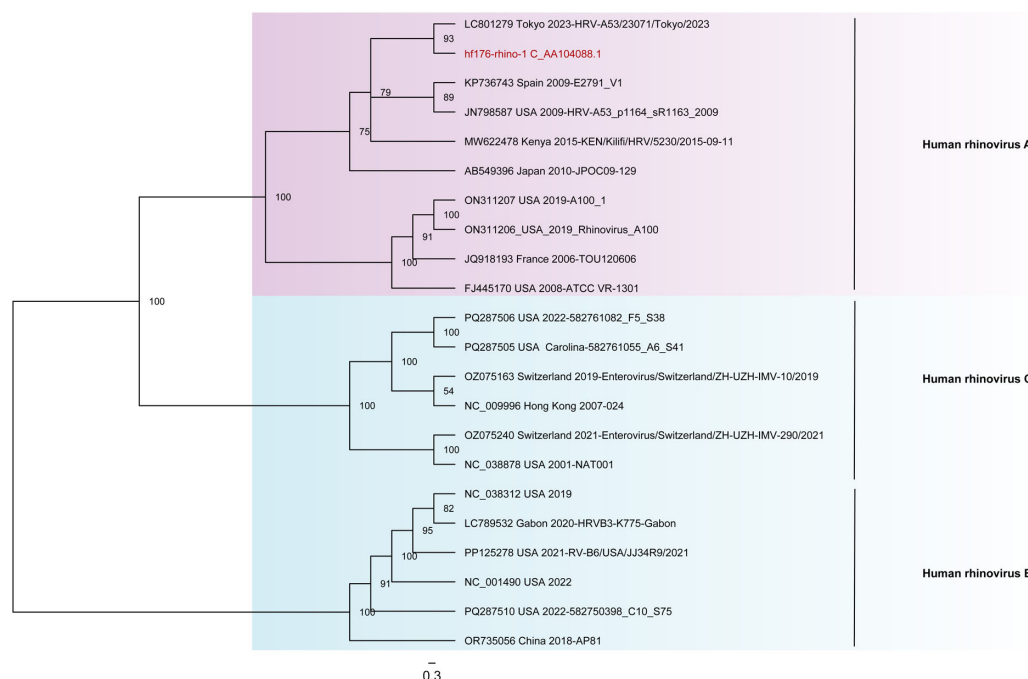 LC801279 Tokyo 2023-HRV-A53/23071/Tokyo/2023
93
hf176-rhino-1 C_AA104088.1
KP736743 Spain 2009-E2791_V1
79
89
JN798587 USA 2009-HRV-A53_p1164_sR1163_2009
75
MW622478 Kenya 2015-KEN/Kilifi/HRV/5230/2015-09-11
Human rhinovirus A
AB549396 Japan 2010-JPOC09-129
100
ON311207 USA 2019-A100_1
100
ON311206_USA_2019_Rhinovirus_A100
91
JQ918193 France 2006-TOU120606
100
FJ445170 USA 2008-ATCC VR-1301
100
PQ287506 USA 2022-582761082_F5_S38
100
PQ287505 USA Carolina-582761055_A6_S41
100
OZ075163 Switzerland 2019-Enterovirus/Switzerland/ZH-UZH-IMV-10/2019
Human rhinovirus
54
NC_009996 Hong Kong 2007-024
100
OZ075240 Switzerland 2021-Enterovirus/Switzerland/ZH-UZH-IMV-290/2021
100
NC_038878 USA 2001-NAT001
NC_038312 USA 2019
82
LC789532 Gabon 2020-HRVB3-K775-Gabon
95
PP125278 USA 2021-RV-B6/USA/JJ34R9/2021
100
Human rhinovirus
NC_001490 USA 2022
91
PQ287510 USA 2022-582750398_C10_S75
100
OR735056 China 2018-AP81
0.3